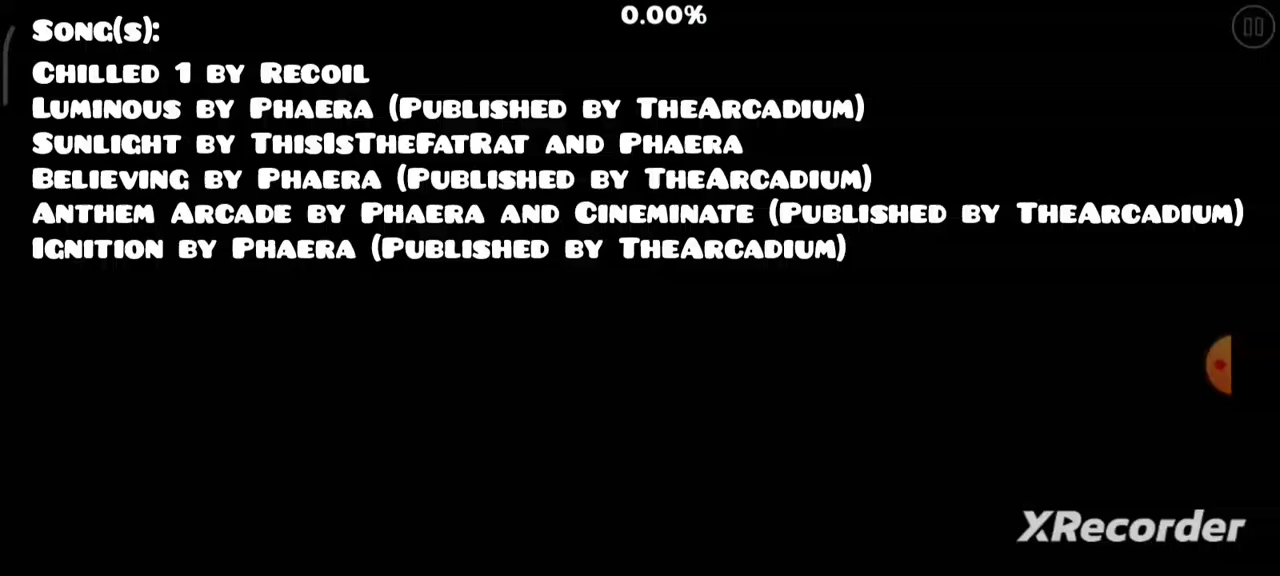 0.00%
Song(s):
Chilled 1 by Recoil
Luminous by Phaera (Published by TheArcadium)
Sunlight by ThisIsTheFatRat and Phaera
Believing by Phaera (Published by TheArcadium)
Anthem Arcade by Phaera and Cineminate (Published by TheArcadium)
Ignition by Phaera (Published by TheArcadium)
XRecorder